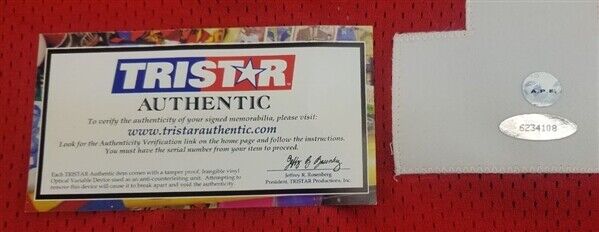 TRISTAR
AUTHENTIC
To verify the authenticity of your signed memorabilia, please visit:
www.tristarauthentic.com
Look for the Authenticity Verification link on the home page and follow the instructions.
You must have the serial number from your item to proceed.
Each TRISTAR Authentic item comes with a tamper proof, frangible vinyl
Optical Variable Device used as an anti-counterfeiting unit. Attempting to
remove this device will cause it to break apart and void the authenticity
Jeffrey R. Rosenberg
President, TRISTAR Productions, Inc.
A.P.E.
6234108